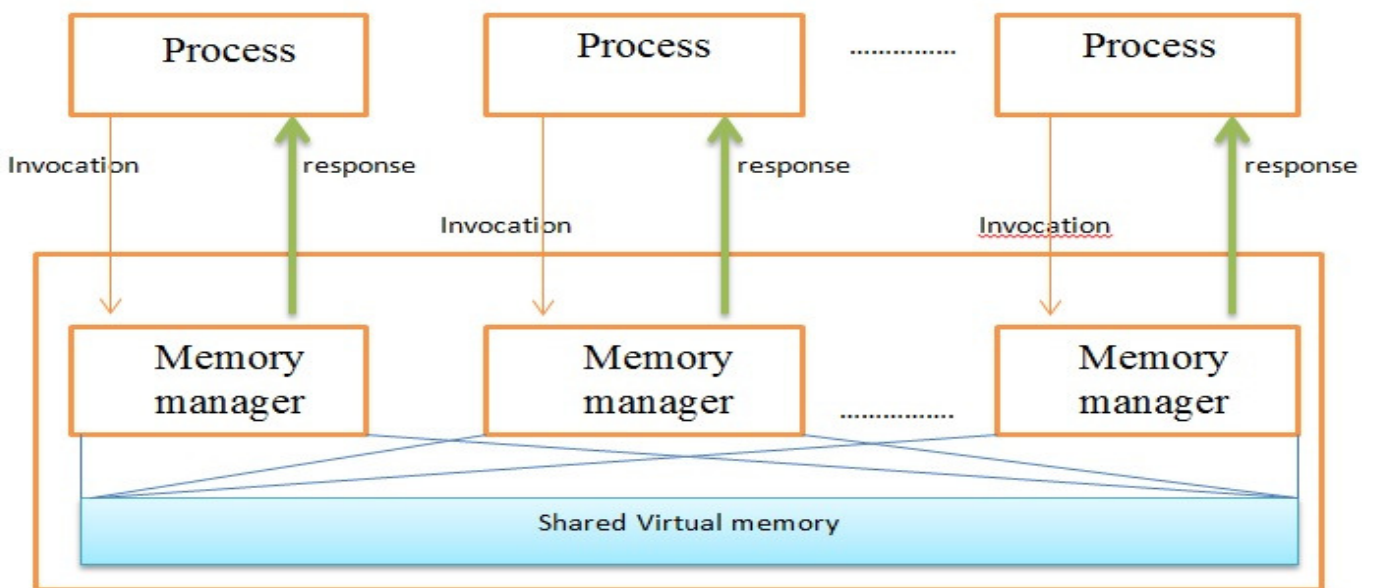 Process
Process
...............
Process
Invocation
response
response
response
Invocation
Invocation
Memory
manager
Memory
manager
................
Memory
manager
Shared Virtual memory